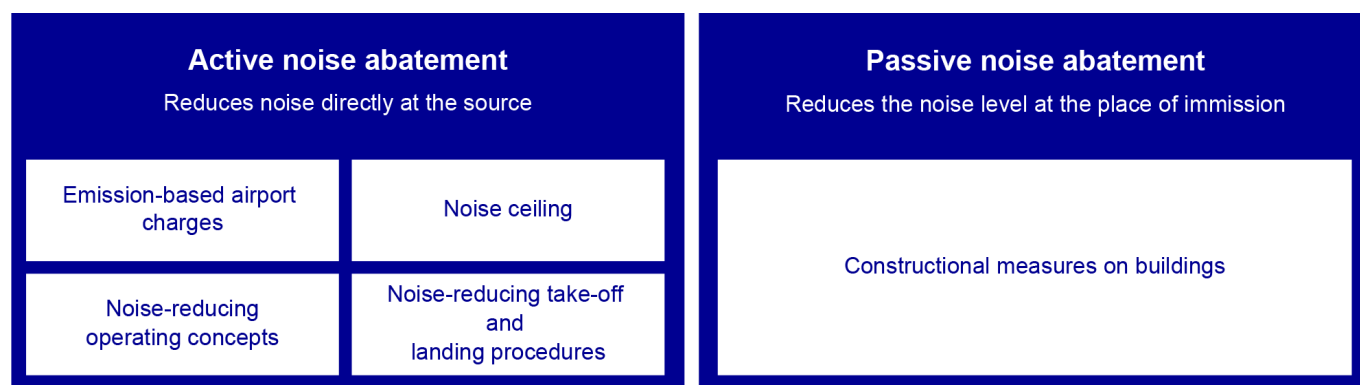 Active noise abatement
Reduces noise directly at the source
Emission-based airport
charges
Noise ceiling
Noise-reducing
operating concepts
Noise-reducing take-off
and
landing procedures
Passive noise abatement
Reduces the noise level at the place of immission
Constructional measures on buildings